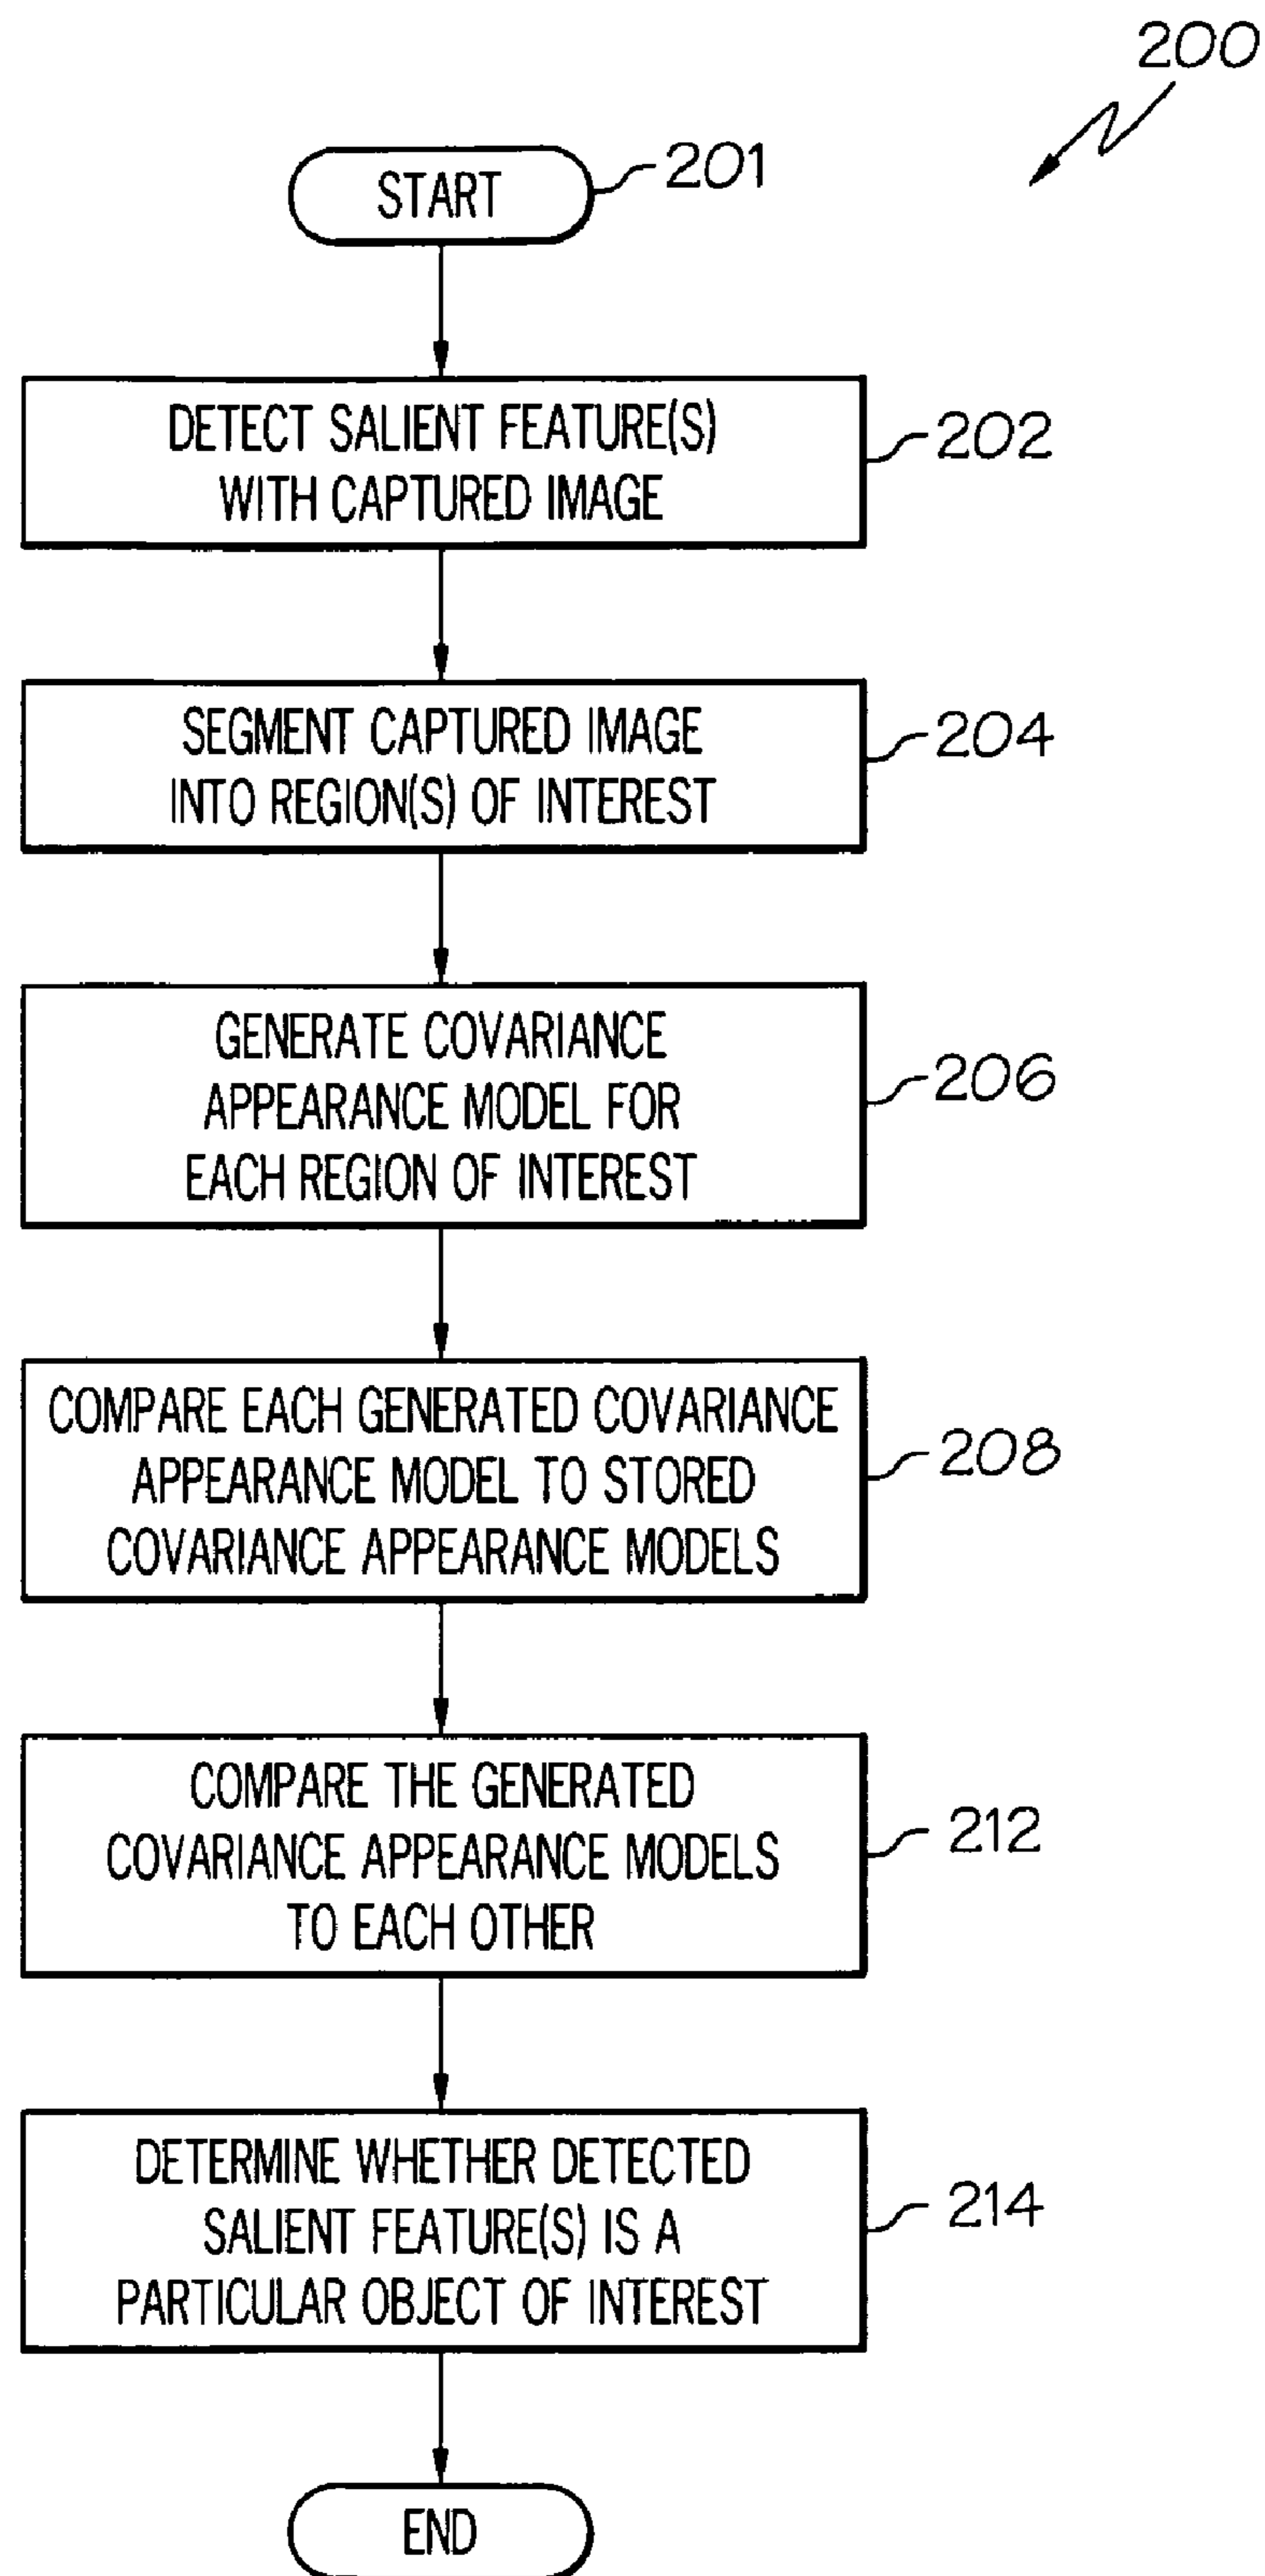 200
START
201
DETECT SALIENT FEATURE(S)
WITH CAPTURED IMAGE
202
SEGMENT CAPTURED IMAGE
INTO REGION(S) OF INTEREST
204
GENERATE COVARIANCE
APPEARANCE MODEL FOR
EACH REGION OF INTEREST
206
COMPARE EACH GENERATED COVARIANCE
APPEARANCE MODEL TO STORED
COVARIANCE APPEARANCE MODELS
208
COMPARE THE GENERATED
COVARIANCE APPEARANCE MODELS
TO EACH OTHER
212
DETERMINE WHETHER DETECTED
SALIENT FEATURE(S) IS A
PARTICULAR OBJECT OF INTEREST
214
END